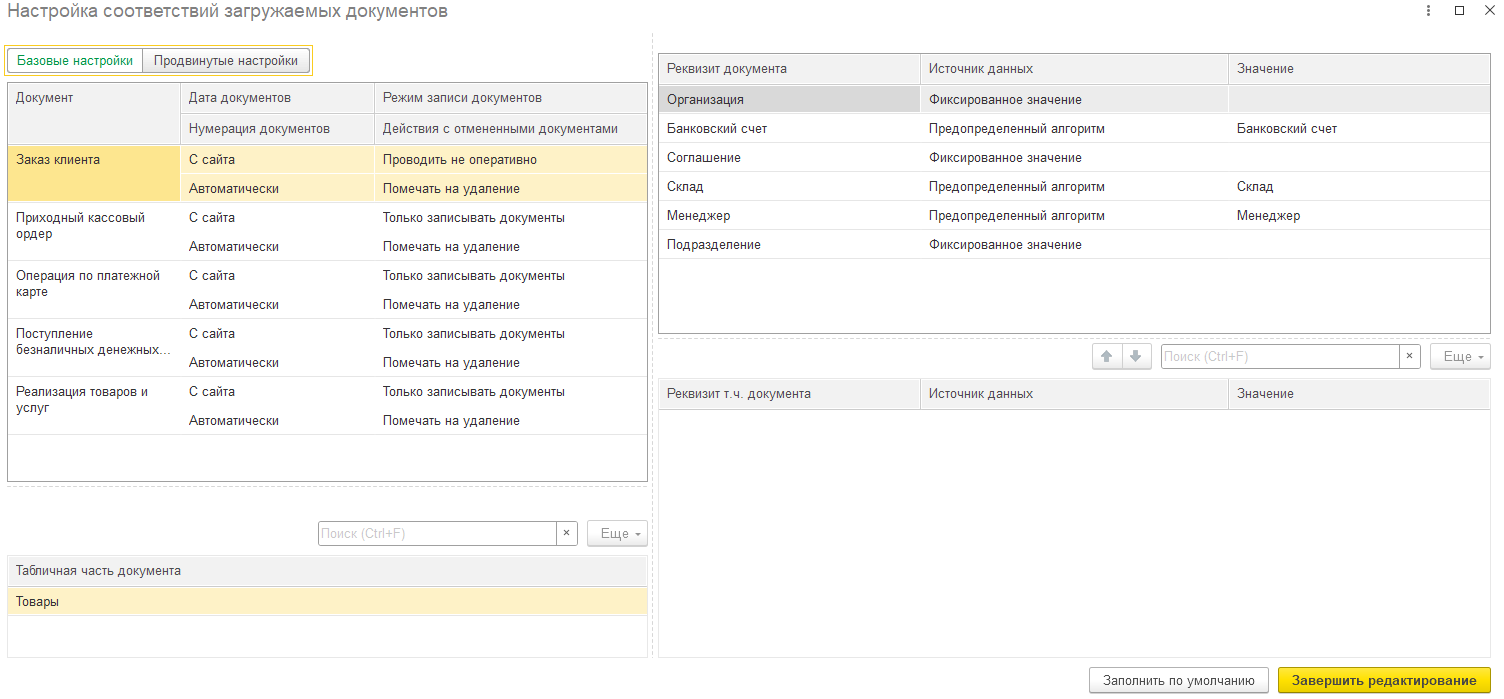 Настройка соответствий загружаемых документов
Базовые настройки Продвинутые настройки
Документ Дата документов Режим записи документов
Нумерация документов Действия с отмененными документами
Заказ клиента С сайта Проводить не оперативно
Автоматически Помечать на удаление
Приходный кассовый С сайта Только записывать документы
ордер
Автоматически Помечать на удаление
Операция по платежной С сайта Только записывать документы
карте
Автоматически Помечать на удаление
Поступление С сайта Только записывать документы
безналичных денежных...
Автоматически Помечать на удаление
Реализация товаров и С сайта Только записывать документы
услуг
Автоматически Помечать на удаление
Поиск (Ctrl+F) × Еще
Табличная часть документа
Товары
Реквизит документа Источник данных Значение
Организация Фиксированное значение
Банковский счет Предопределенный алгоритм Банковский счет
Соглашение Фиксированное значение
Склад Предопределенный алгоритм Склад
Менеджер Предопределенный алгоритм Менеджер
Подразделение Фиксированное значение
Поиск (Ctrl+F) × Еще
Реквизит т.ч. документа Источник данных Значение
Заполнить по умолчанию Завершить редактирование